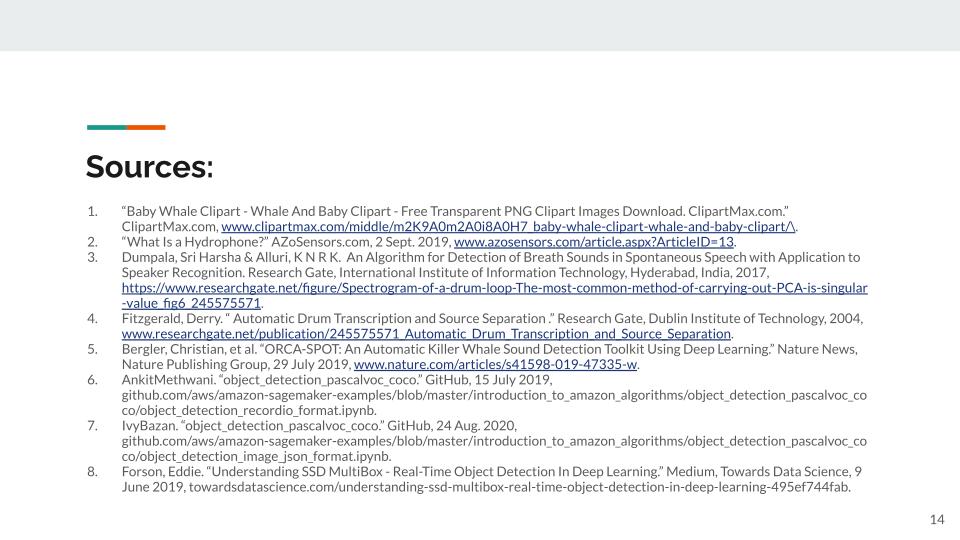 Sources:
1. “Baby Whale Clipart - Whale And Baby Clipart - Free Transparent PNG Clipart Images Download. ClipartMax.com.”
ClipartMax.com, www.clipartmax.com/middle/m2K9A0m2A0i8A0H7_baby-whale-clipart-whale-and-baby-clipart/\.
2. “What Is a Hydrophone?” AZoSensors.com, 2 Sept. 2019, www.azosensors.com/article.aspx?ArticleID=13.
3. Dumpala, Sri Harsha & Alluri, K N R K. An Algorithm for Detection of Breath Sounds in Spontaneous Speech with Application to
Speaker Recognition. Research Gate, International Institute of Information Technology, Hyderabad, India, 2017,
https://www.researchgate.net/figure/Spectrogram-of-a-drum-loop-The-most-common-method-of-carrying-out-PCA-is-singular
-value_fig6_245575571.
4. Fitzgerald, Derry. “ Automatic Drum Transcription and Source Separation .” Research Gate, Dublin Institute of Technology, 2004,
www.researchgate.net/publication/245575571_Automatic_Drum_Transcription_and_Source_Separation.
5. Bergler, Christian, et al. “ORCA-SPOT: An Automatic Killer Whale Sound Detection Toolkit Using Deep Learning.” Nature News,
Nature Publishing Group, 29 July 2019, www.nature.com/articles/s41598-019-47335-w.
6. AnkitMethwani. “object_detection_pascalvoc_coco.” GitHub, 15 July 2019,
github.com/aws/amazon-sagemaker-examples/blob/master/introduction_to_amazon_algorithms/object_detection_pascalvoc_co
co/object_detection_recordio_format.ipynb.
7. IvyBazan. “object_detection_pascalvoc_coco.” GitHub, 24 Aug. 2020,
github.com/aws/amazon-sagemaker-examples/blob/master/introduction_to_amazon_algorithms/object_detection_pascalvoc_co
co/object_detection_image_json_format.ipynb.
8. Forson, Eddie. “Understanding SSD MultiBox - Real-Time Object Detection In Deep Learning.” Medium, Towards Data Science, 9
June 2019, towardsdatascience.com/understanding-ssd-multibox-real-time-object-detection-in-deep-learning-495ef744fab.
14